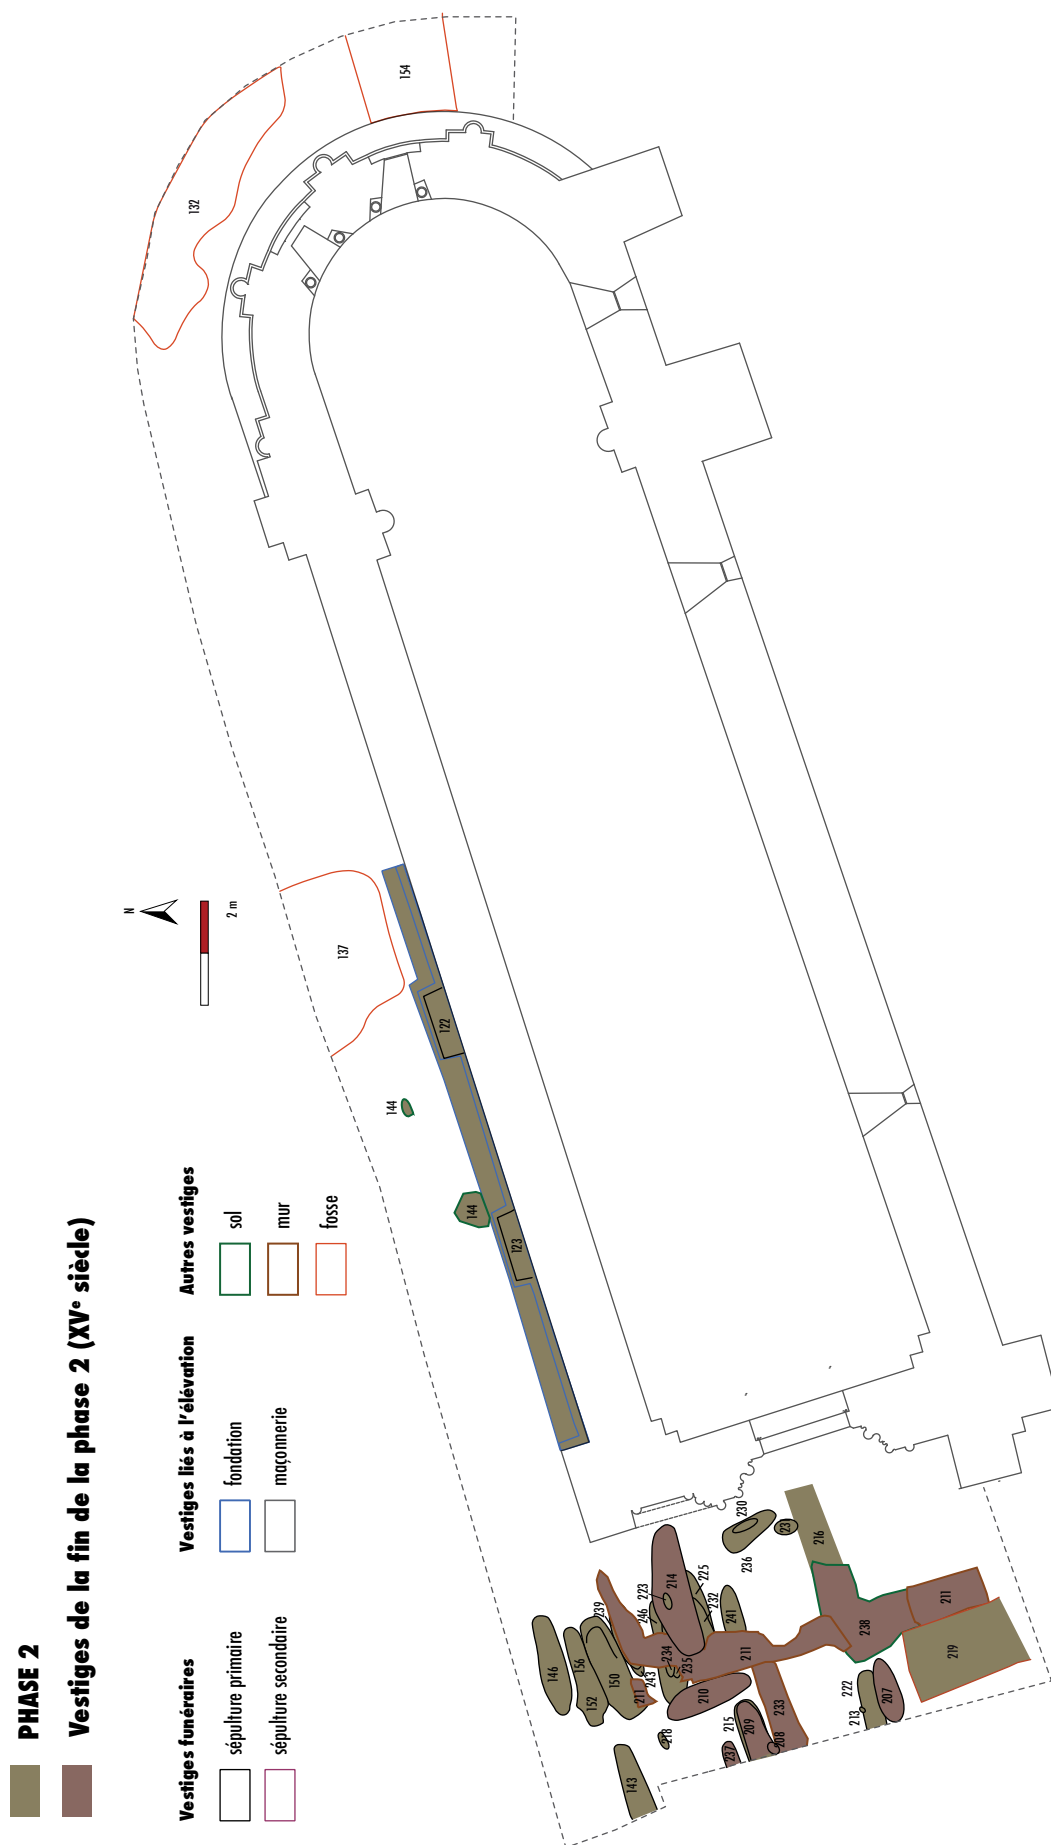 PHASE 2
Vestiges de la fin de la phase 2 (XVe siècle)
Vestiges funéraires
sépulture primaire
sépulture secondaire
Vestiges liés à l'élévation
fondation
maçonnerie
Autres vestiges
sol
mur
fosse
N
2 m
154
132
137
122
144
144
123
230
231
216
236
225
223
214
232
239
246
241
234
235
243
211
238
211
219
146
156
150
152
211
210
218
215
209
233
208
237
143
222
213
207